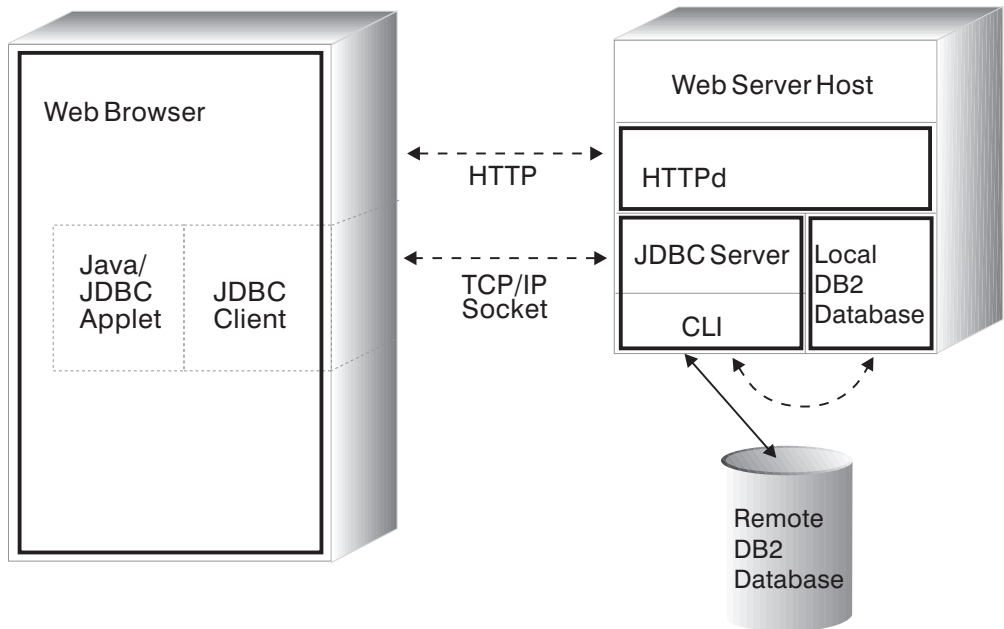 Web Browser
Java/
JDBC
Applet
JDBC
Client
HTTP
TCP/IP
Socket
Web Server Host
HTTPd
JDBC Server
CLI
Local
DB2
Database
Remote
DB2
Database